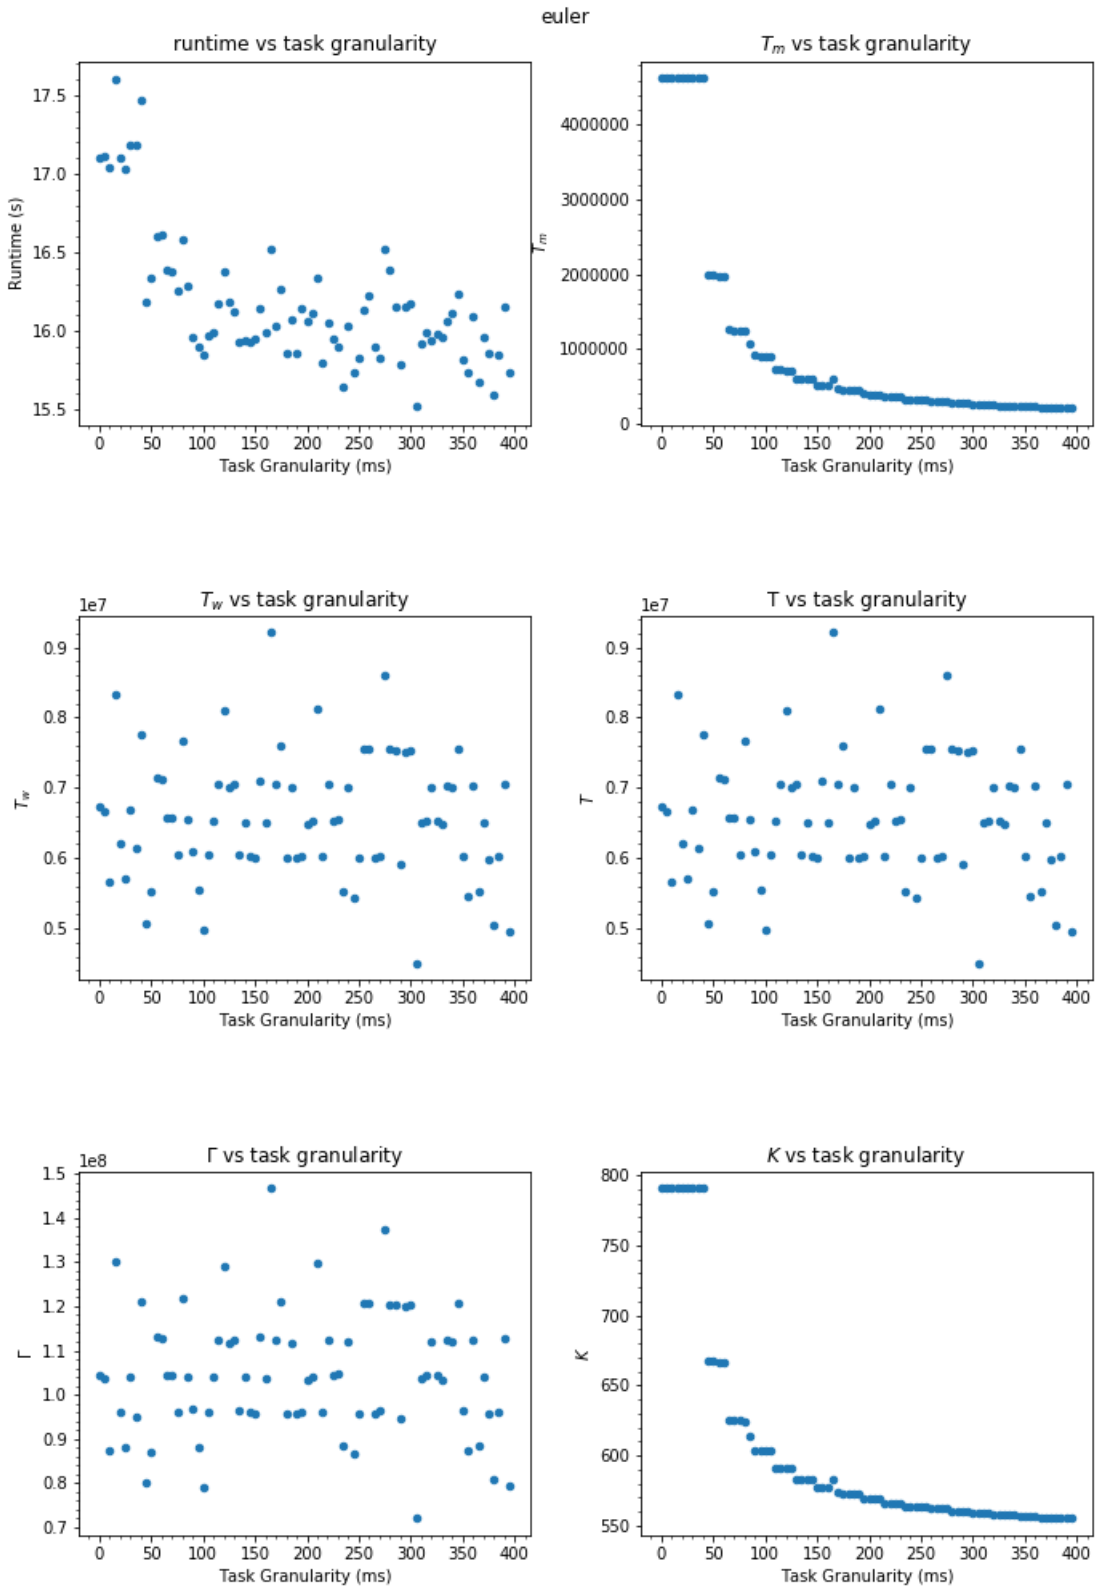 euler
runtime vs task granularity
17.5
17.0
16.5
16.0
15.5
Runtime (s)
0 50 100 150 200 250 300 350 400
Task Granularity (ms)
T_m vs task granularity
4000000
3000000
2000000
1000000
0
T_m
0 50 100 150 200 250 300 350 400
Task Granularity (ms)
T_w vs task granularity
1e7
0.9
0.8
0.7
0.6
0.5
T_w
0 50 100 150 200 250 300 350 400
Task Granularity (ms)
T vs task granularity
1e7
0.9
0.8
0.7
0.6
0.5
T
0 50 100 150 200 250 300 350 400
Task Granularity (ms)
Γ vs task granularity
1e8
1.5
1.4
1.3
1.2
1.1
1.0
0.9
0.8
0.7
Γ
0 50 100 150 200 250 300 350 400
Task Granularity (ms)
K vs task granularity
800
750
700
650
600
550
K
0 50 100 150 200 250 300 350 400
Task Granularity (ms)